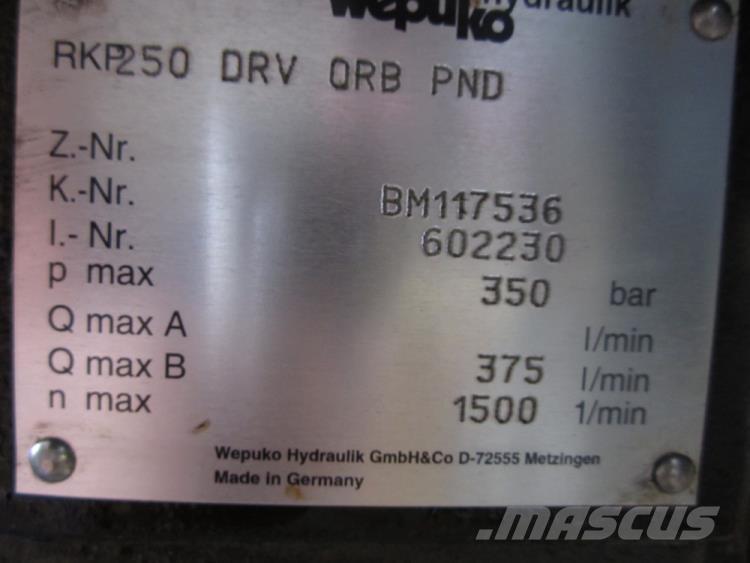 wepuko hydraulik
RKP250 DRV QRB PND
Z.-Nr.
K.-Nr. BM117536
I.- Nr. 602230
p max 350 bar
Q max A l/min
Q max B 375 l/min
n max 1500 1/min
Wepuko Hydraulik GmbH&Co D-72555 Metzingen
Made in Germany
.MASCUS